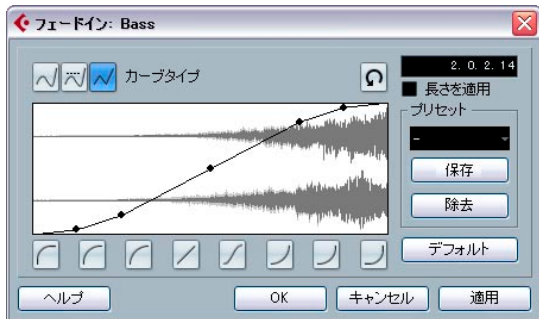 フェードイン: Bass
カーブタイプ
2. 0. 2. 14
長さを適用
プリセット
-
保存
除去
デフォルト
ヘルプ
OK
キャンセル
適用